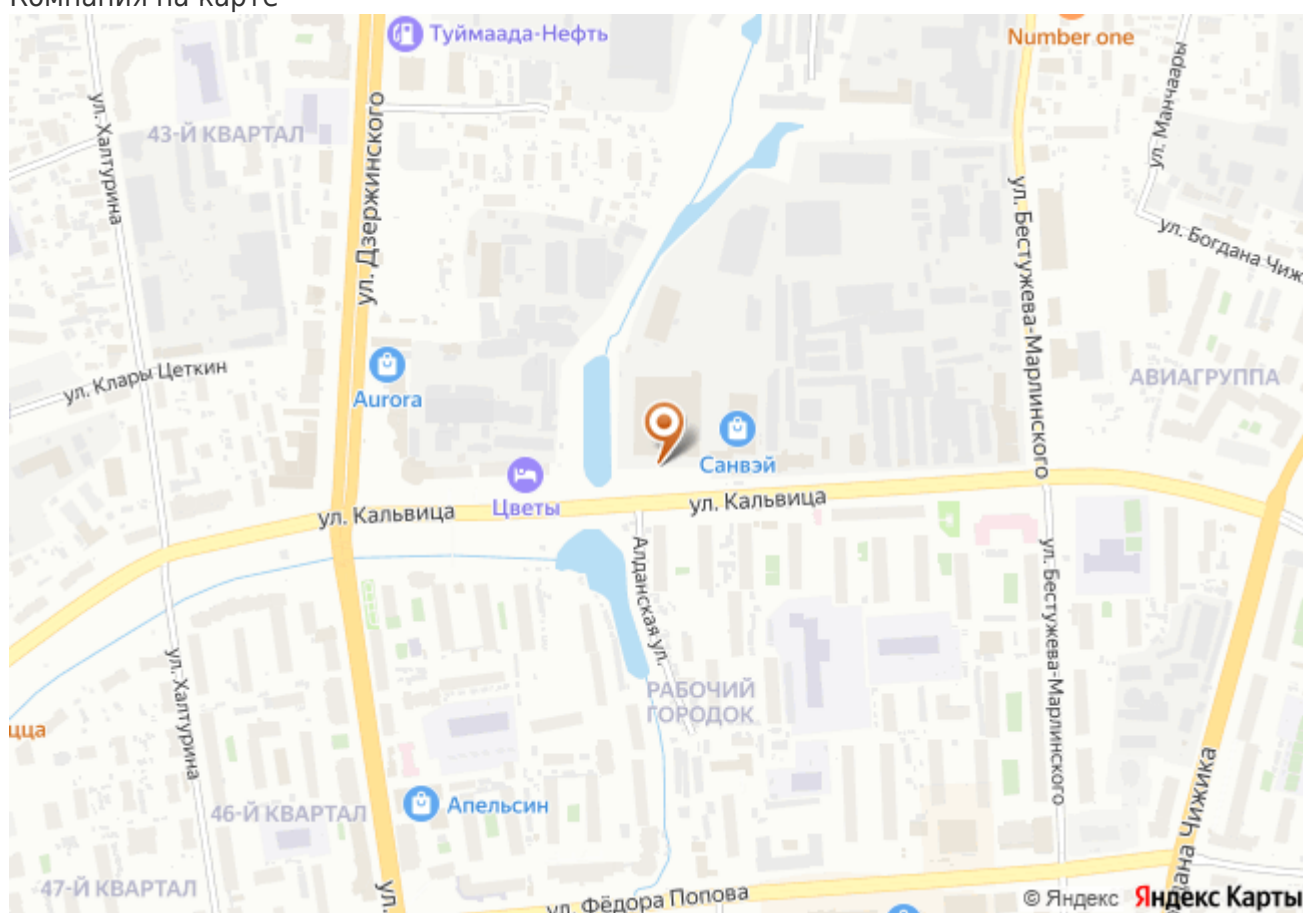 Компания на карте
Туймаада-Нефть
Number one
ул. Халтурина
43-Й КВАРТАЛ
ул. Дзержинского
ул. Манчаары
ул. Бестужева-Марлинского
ул. Богдана Чиж
ул. Клары Цеткин
Aurora
АВИАГРУППА
Санвэй
Цветы
ул. Кальвица
ул. Кальвица
Алданская ул.
ул. Бестужева-Марлинского
ул. Халтурина
РАБОЧИЙ
ГОРОДОК
цца
46-Й КВАРТАЛ
Апельсин
ана Чижика
47-Й КВАРТАЛ
ул.
ул. Фёдора Попова
© Яндекс Яндекс Карты